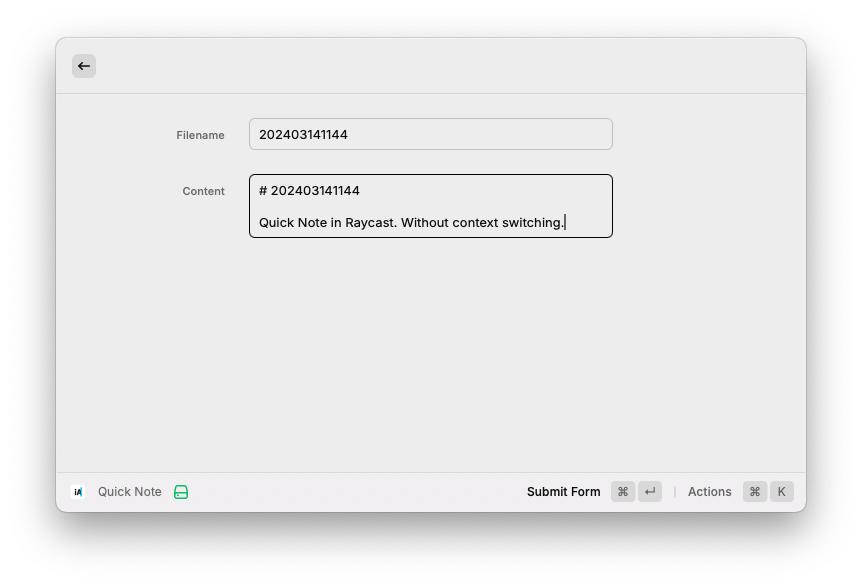 Filename
202403141144
Content
# 202403141144
Quick Note in Raycast. Without context switching.
iA Quick Note
Submit Form ⌘ ↵ | Actions ⌘ K